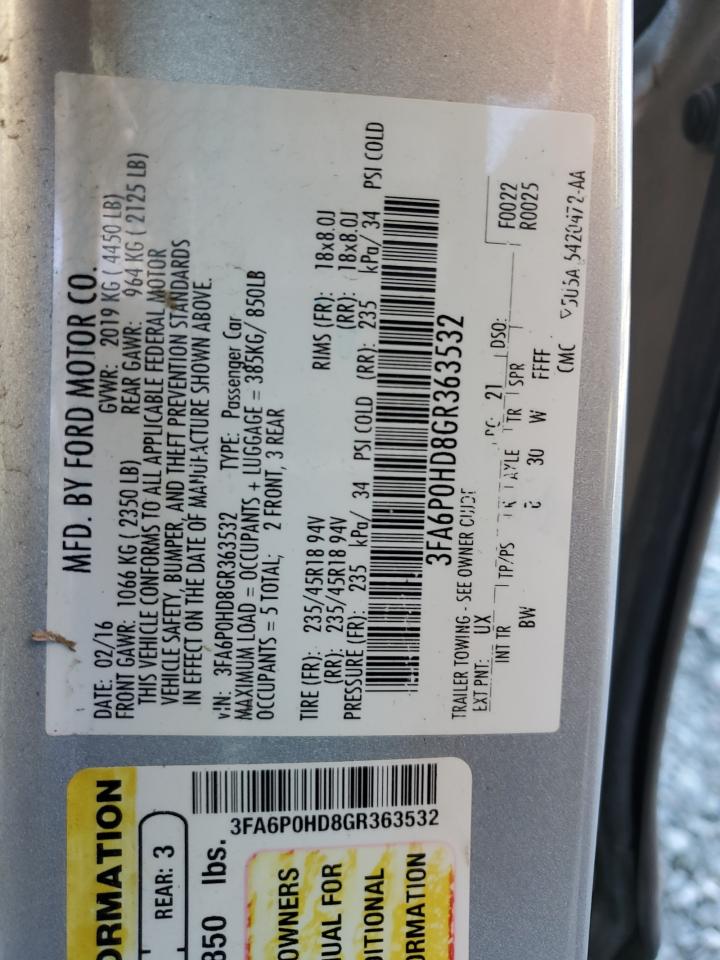 MFD. BY FORD MOTOR CO.
DATE: 02/16 GVWR: 2019 KG ( 4450 LB)
FRONT GAWR: 1066 KG ( 2350 LB) REAR GAWR: 964 KG ( 2125 LB)
THIS VEHICLE CONFORMS TO ALL APPLICABLE FEDERAL MOTOR
VEHICLE SAFETY, BUMPER, AND THEFT PREVENTION STANDARDS
IN EFFECT ON THE DATE OF MANUFACTURE SHOWN ABOVE.
VIN: 3FA6P0HD8GR363532 TYPE: Passenger Car
MAXIMUM LOAD = OCCUPANTS + LUGGAGE = 385KG/ 850LB
OCCUPANTS = 5 TOTAL; 2 FRONT, 3 REAR
TIRE (FR): 235/45R18 94V RIMS (FR): 18x8.0J
(RR): 235/45R18 94V (RR): 18x8.0J
PRESSURE (FR): 235 kPa/ 34 PSI COLD (RR): 235 kPa/ 34 PSI COLD
3FA6P0HD8GR363532
TRAILER TOWING - SEE OWNER GUIDE
F0022
R0025
EXT PNT: UX 21 DSO:
INT TR TP/PS AXLE TR SPR
BW 30 W FFFF
CMC
ORMATION
REAR: 3
850 lbs.
3FA6P0HD8GR363532
OWNERS
UAL FOR
DITIONAL
ORMATION